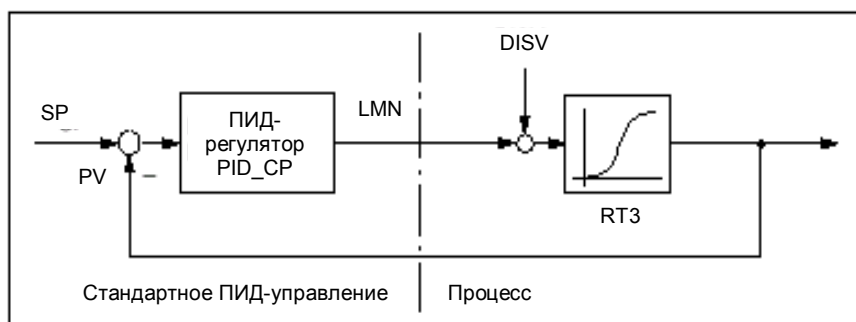 DISV
SP
ПИД-
регулятор
PID_CP
LMN
PV
RT3
Стандартное ПИД-управление
Процесс